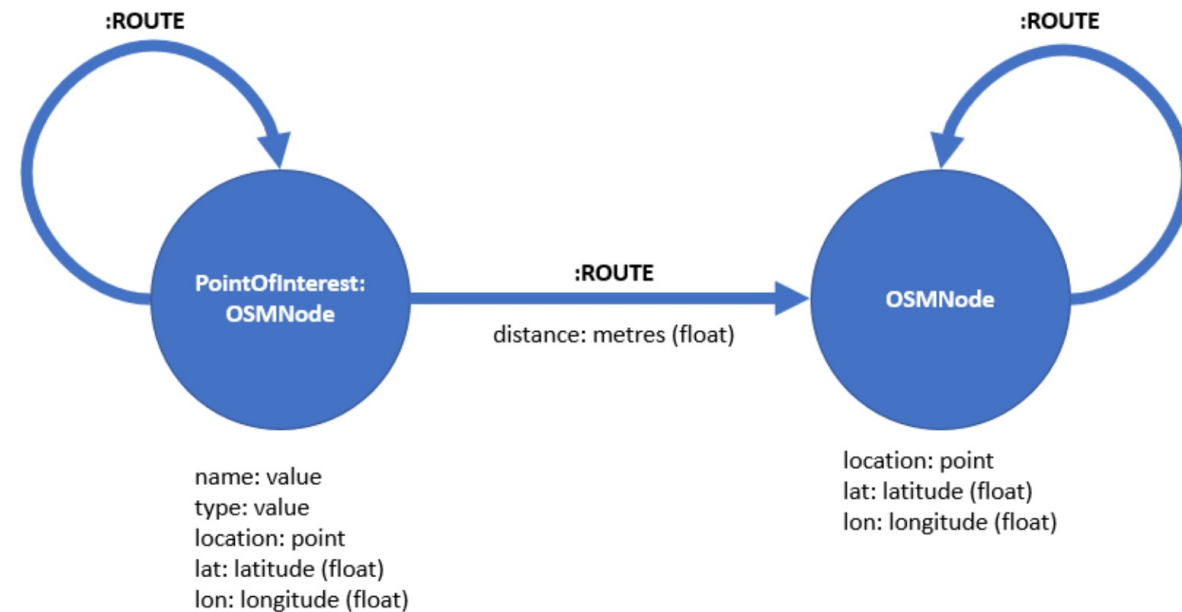 :ROUTE
:ROUTE
PointOfInterest:
OSMNode
:ROUTE
distance: metres (float)
OSMNode
name: value
type: value
location: point
lat: latitude (float)
lon: longitude (float)
location: point
lat: latitude (float)
lon: longitude (float)